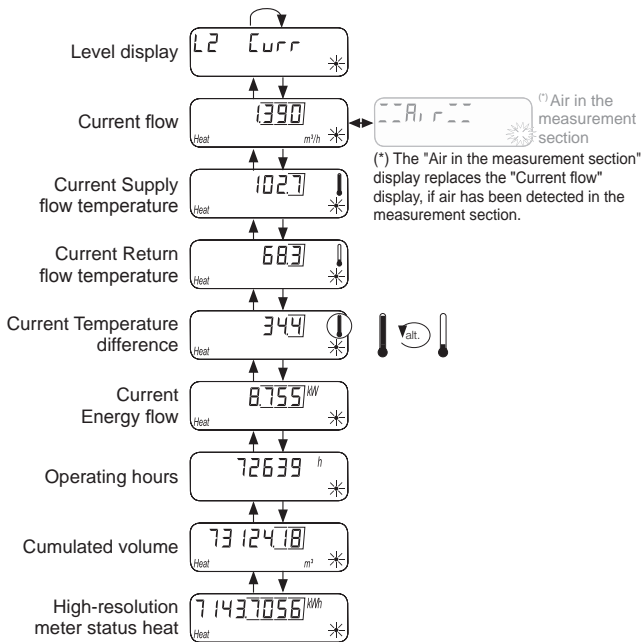 Level display
L2 Curr
Current flow
1.390
Heat
m³/h
Air
(*) Air in the
measurement
section
(*) The "Air in the measurement section"
display replaces the "Current flow"
display, if air has been detected in the
measurement section.
Current Supply
flow temperature
102.7
Heat
Current Return
flow temperature
68.3
Heat
Current Temperature
difference
34.4
Heat
alt.
Current
Energy flow
8.755 kW
Heat
Operating hours
72639 h
Cumulated volume
73124.18
Heat
m³
High-resolution
meter status heat
7143.7056 kWh
Heat